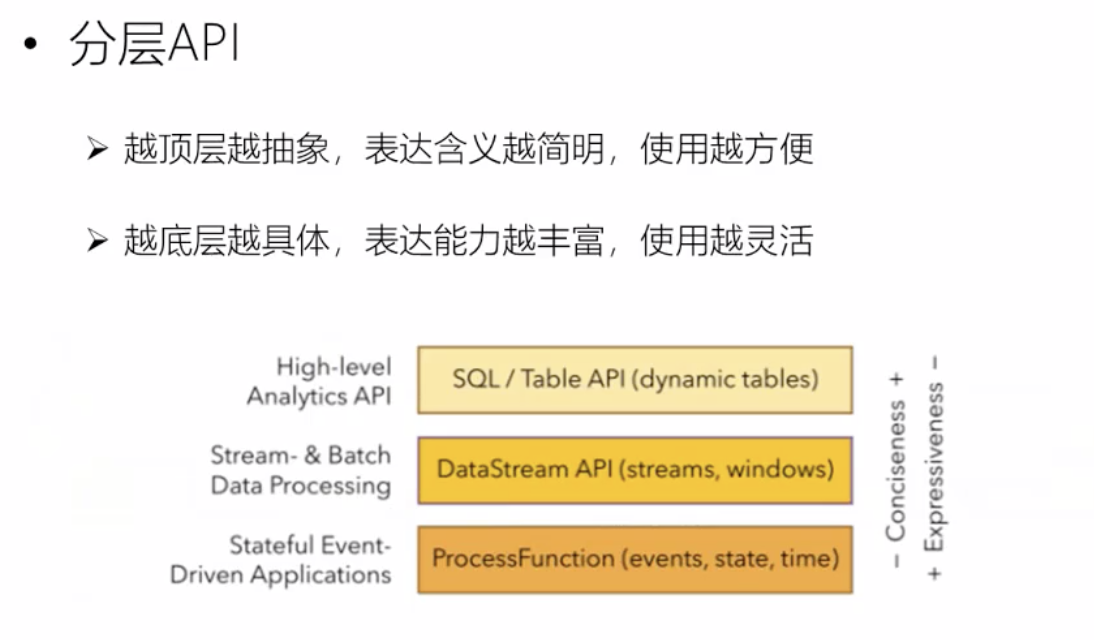 • 分层API
➢ 越顶层越抽象，表达含义越简明，使用越方便
➢ 越底层越具体，表达能力越丰富，使用越灵活
High-level
Analytics API
SQL / Table API (dynamic tables)
Stream- & Batch
Data Processing
DataStream API (streams, windows)
Stateful Event-
Driven Applications
ProcessFunction (events, state, time)
− Conciseness +
+ Expressiveness −